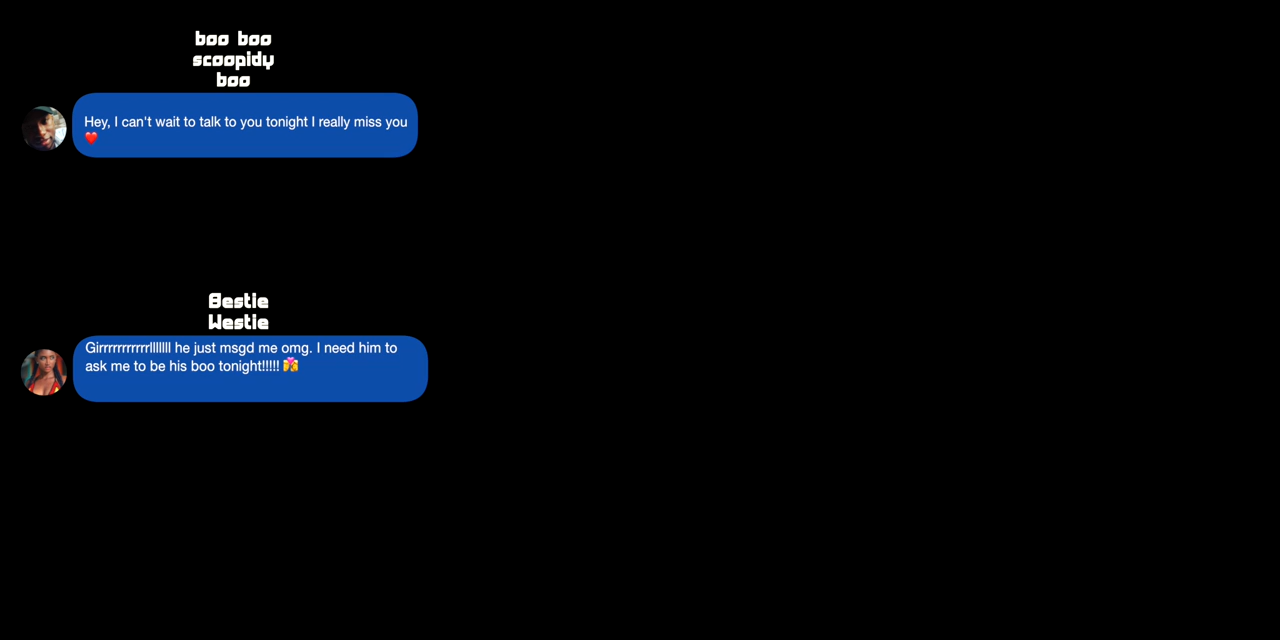 boo boo
scoopidy
boo
Hey, I can't wait to talk to you tonight I really miss you
❤️
Bestie
Westie
Girrrrrrrrrrrlllllll he just msgd me omg. I need him to
ask me to be his boo tonight!!!!! 💏